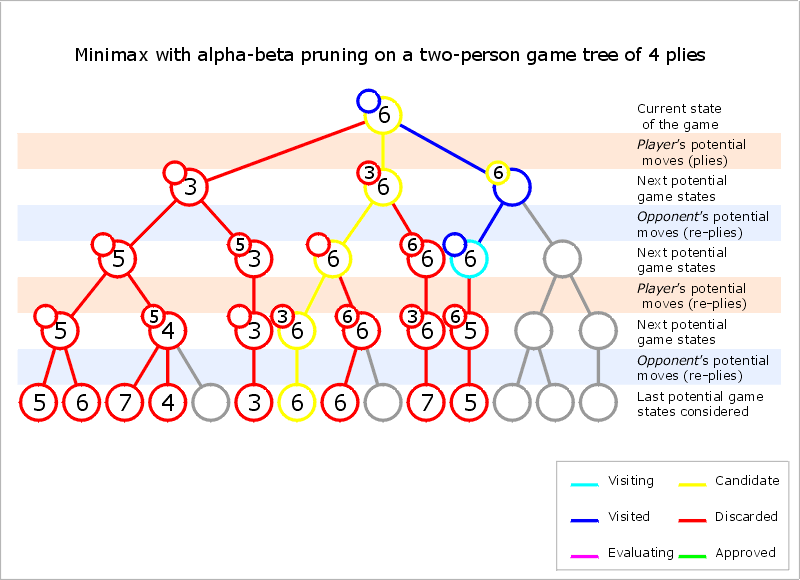 Minimax with alpha-beta pruning on a two-person game tree of 4 plies
6
Current state
of the game
Player's potential
moves (plies)
3
3
6
6
Next potential
game states
Opponent's potential
moves (re-plies)
5
5
3
6
6
6
6
Next potential
game states
Player's potential
moves (re-plies)
5
5
4
3
3
6
6
6
3
6
6
5
Next potential
game states
Opponent's potential
moves (re-plies)
5 6 7 4 3 6 6 7 5
Last potential game
states considered
Visiting Candidate
Visited Discarded
Evaluating Approved